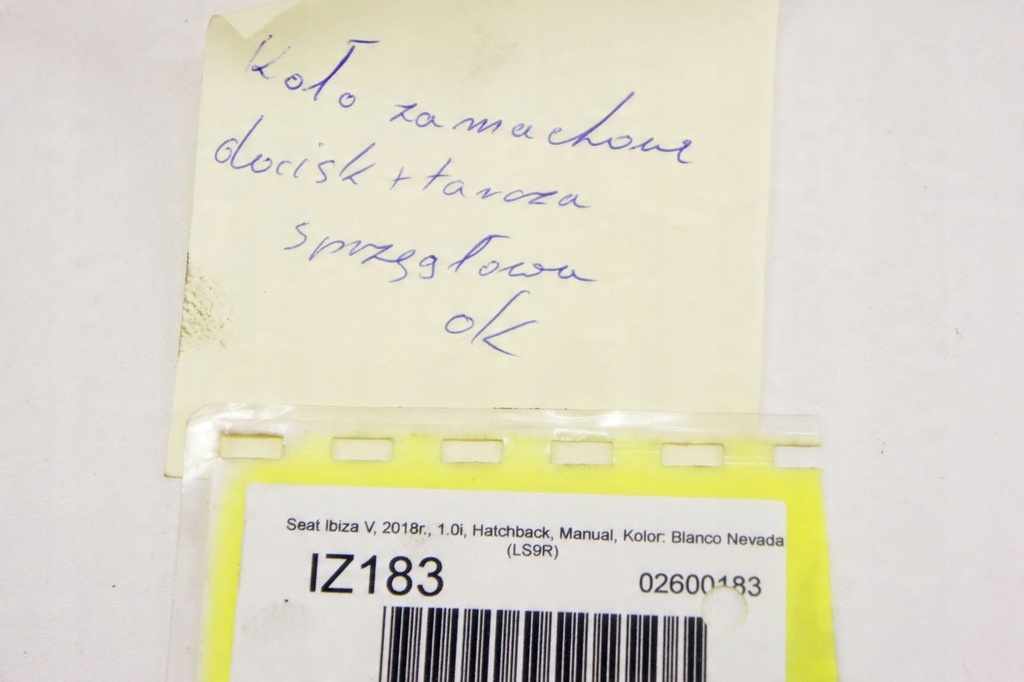 Koło zamachowe
docisk + tarcza
sprzęgłowa
ok
Seat Ibiza V, 2018r., 1.0i, Hatchback, Manual, Kolor: Blanco Nevada
(LS9R)
IZ183
02600183